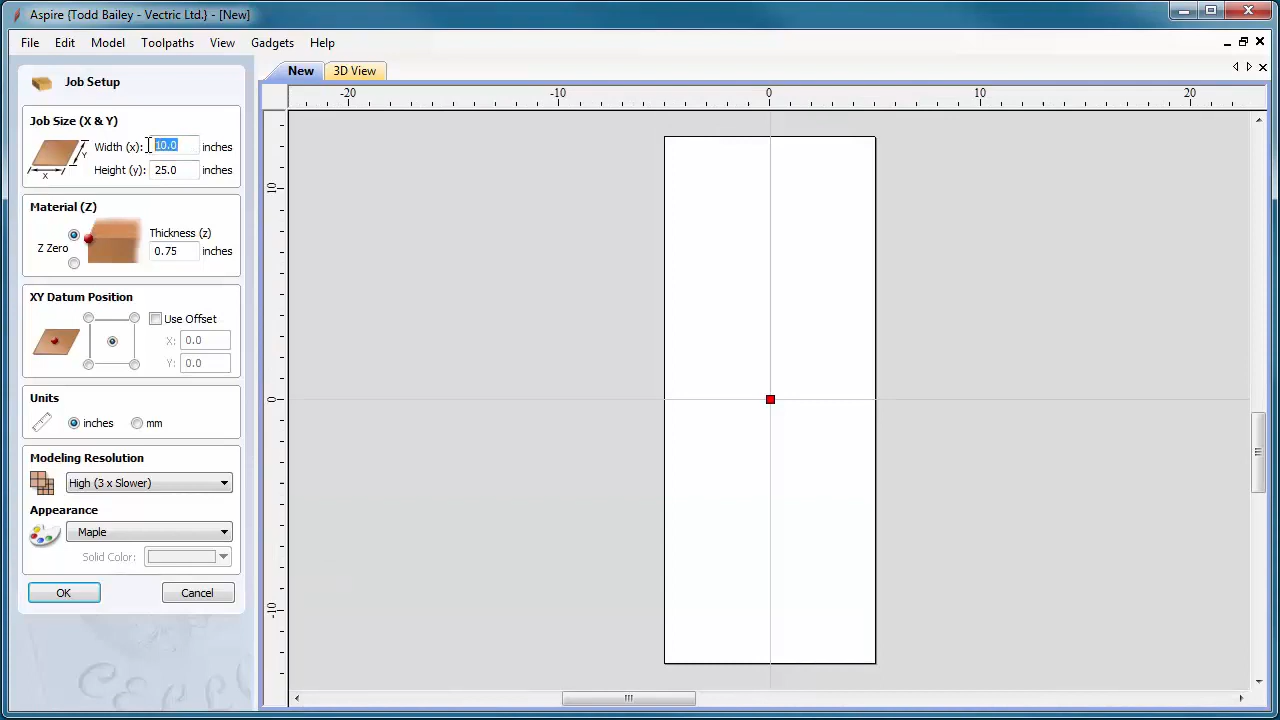 Aspire {Todd Bailey - Vectric Ltd.} - [New]
File Edit Model Toolpaths View Gadgets Help
Job Setup
New 3D View
-20 -10 0 10 20
10
0
-10
Job Size (X & Y)
Width (x): 10.0 inches
Height (y): 25.0 inches
Y
X
Material (Z)
Z Zero
Thickness (z)
0.75 inches
XY Datum Position
Use Offset
X: 0.0
Y: 0.0
Units
inches mm
Modeling Resolution
High (3 x Slower)
Appearance
Maple
Solid Color:
OK Cancel